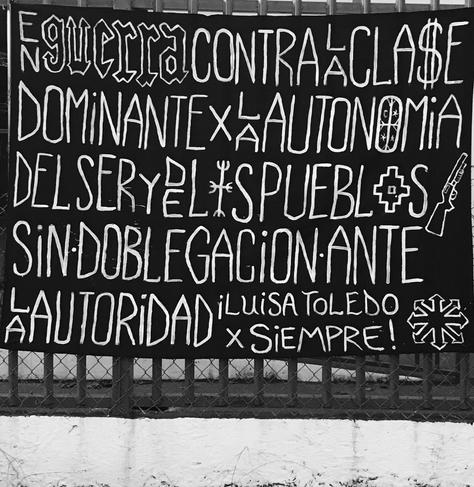 EN guerra CONTRA LA CLA$E
DOMiNANTE X LA AUTONOMiA
DEL SER Y DE LXS PUEBLOS
SiN·DOBLEGACiON·ANTE
LA AUTORiDAD ¡LUiSA TOLEDO
X SiEMPRE!